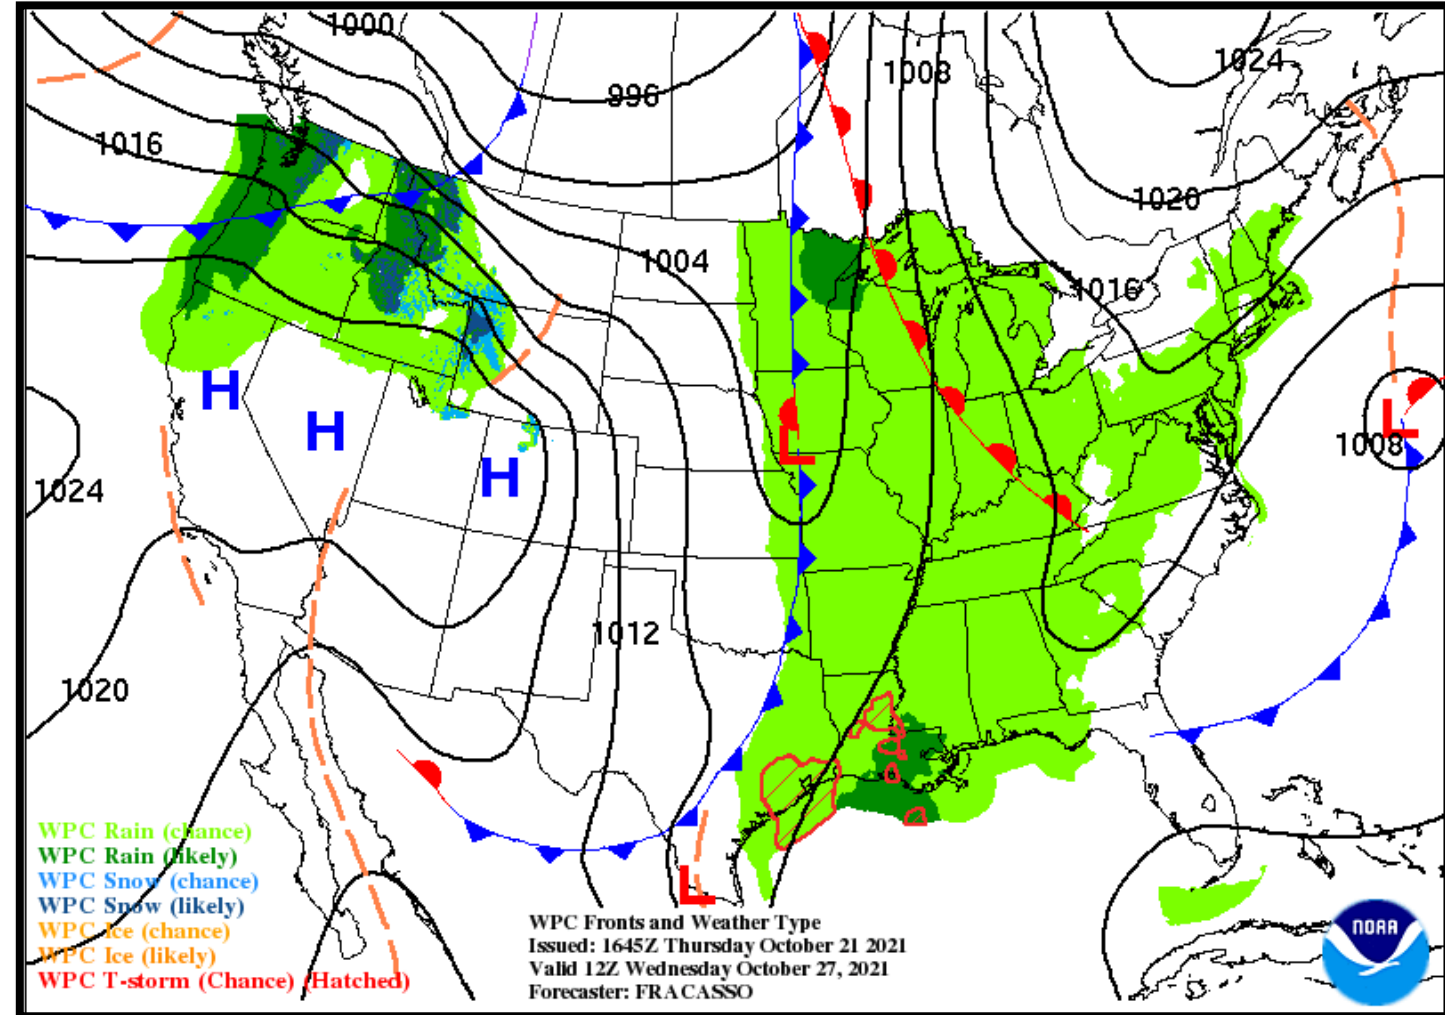 1000
996
1008
1024
1016
1020
1004
1016
H
H
H
L
L
1008
1024
1012
1020
L
WPC Rain (chance)
WPC Rain (likely)
WPC Snow (chance)
WPC Snow (likely)
WPC Ice (chance)
WPC Ice (likely)
WPC T-storm (Chance) (Hatched)
WPC Fronts and Weather Type
Issued: 1645Z Thursday October 21 2021
Valid 12Z Wednesday October 27, 2021
Forecaster: FRACASSO
NOAA